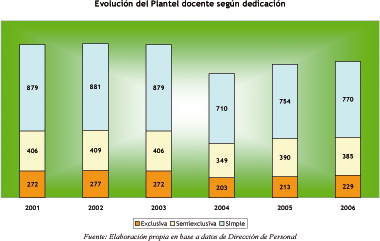 Evolución del Plantel docente según dedicación
879 881 879 710 754 770
406 409 406 349 390 385
272 277 272 203 213 229
2001 2002 2003 2004 2005 2006
Exclusiva Semiexclusiva Simple
Fuente: Elaboración propia en base a datos de Dirección de Personal